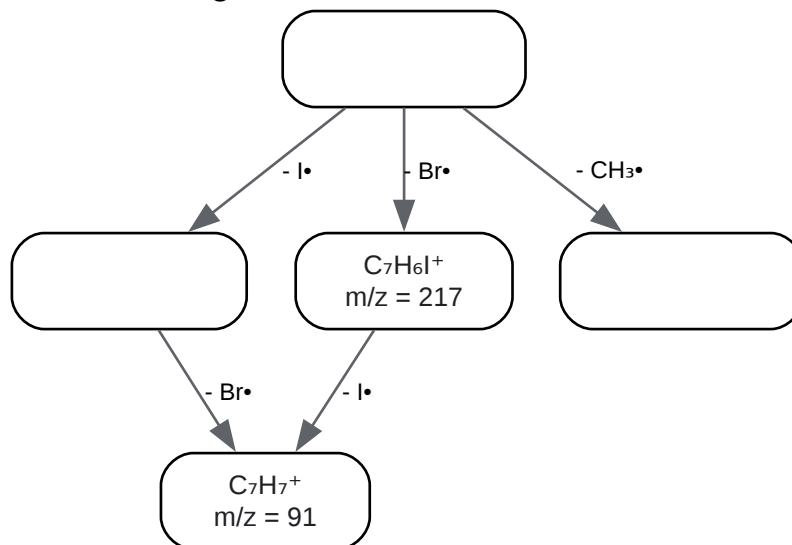 - I•
- Br•
- CH₃•
C₇H₆I⁺
m/z = 217
- Br•
- I•
C₇H₇⁺
m/z = 91